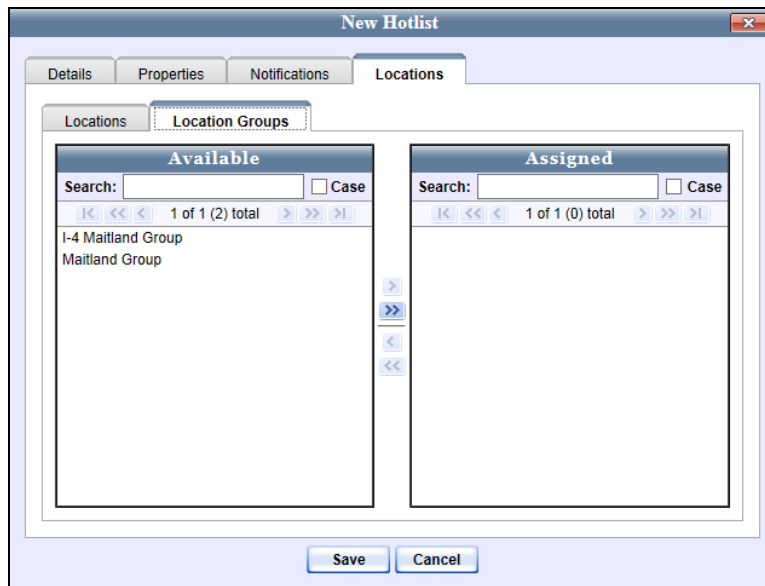 New Hotlist
Details Properties Notifications Locations
Locations Location Groups
Available
Search: Case
|< << < 1 of 1 (2) total > >> >|
I-4 Maitland Group
Maitland Group
>
>>
<
<<
Assigned
Search: Case
|< << < 1 of 1 (0) total > >> >|
Save Cancel